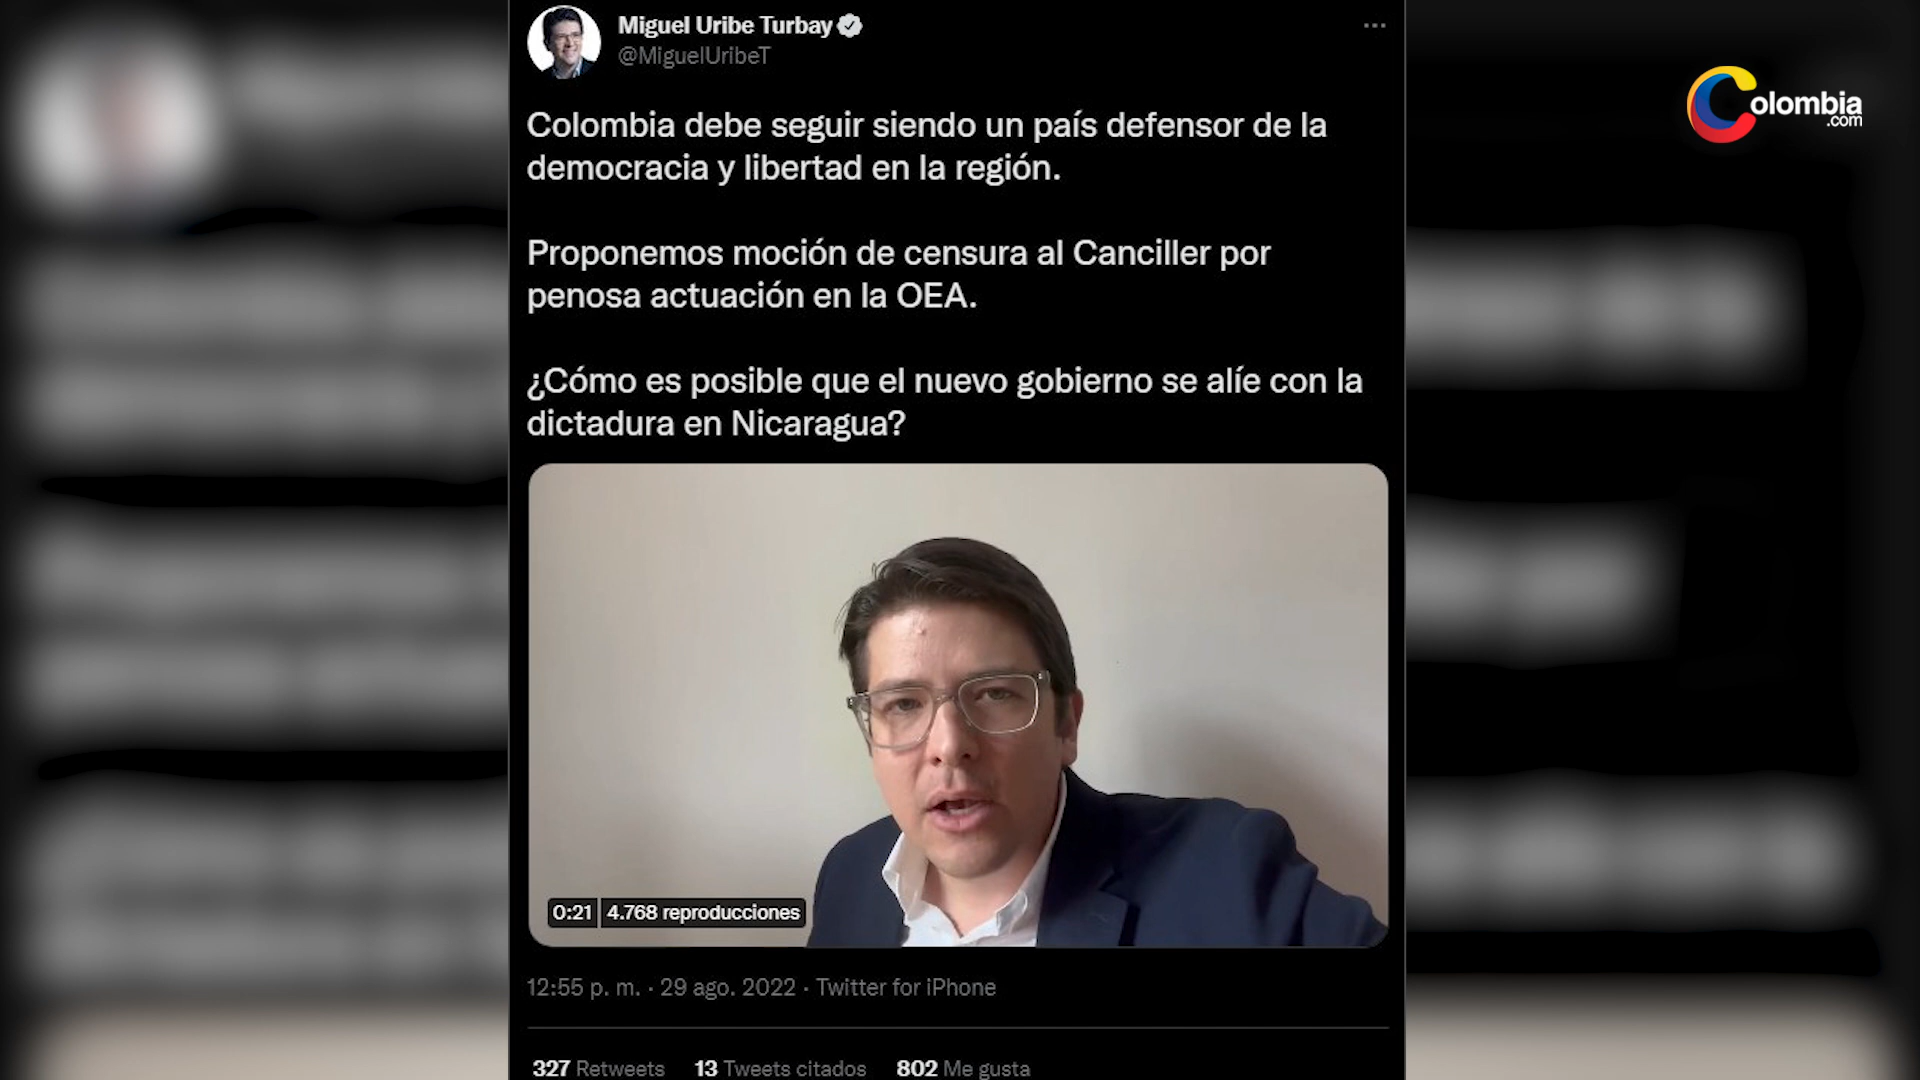 Miguel Uribe Turbay
@MiguelUribeT
Colombia.com
Colombia debe seguir siendo un país defensor de la
democracia y libertad en la región.
Proponemos moción de censura al Canciller por
penosa actuación en la OEA.
¿Cómo es posible que el nuevo gobierno se alíe con la
dictadura en Nicaragua?
0:21 4.768 reproducciones
12:55 p. m. · 29 ago. 2022 · Twitter for iPhone
327 Retweets 13 Tweets citados 802 Me gusta